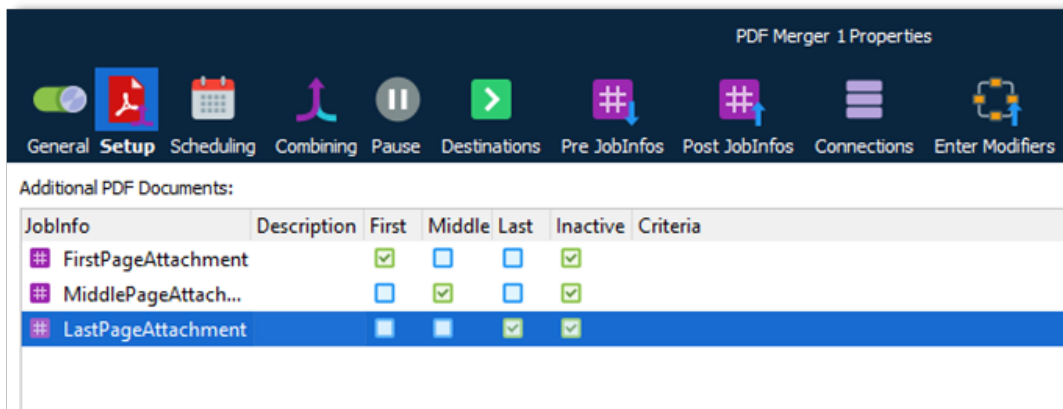 PDF Merger 1 Properties
General Setup Scheduling Combining Pause Destinations Pre JobInfos Post JobInfos Connections Enter Modifiers
Additional PDF Documents:
JobInfo Description First Middle Last Inactive Criteria
# FirstPageAttachment
# MiddlePageAttach...
# LastPageAttachment